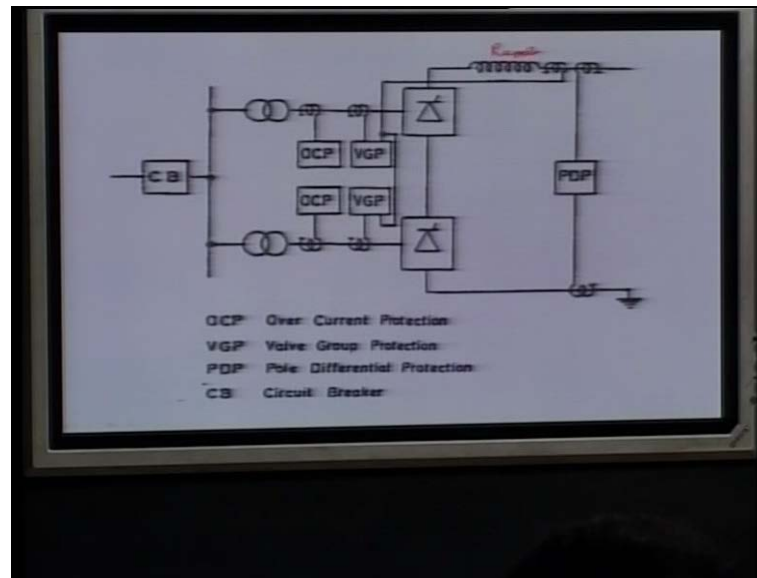 OCP VGP
CB
OCP VGP
PDP
OCP Over Current Protection
VGP Valve Group Protection
PDP Pole Differential Protection
CB Circuit Breaker